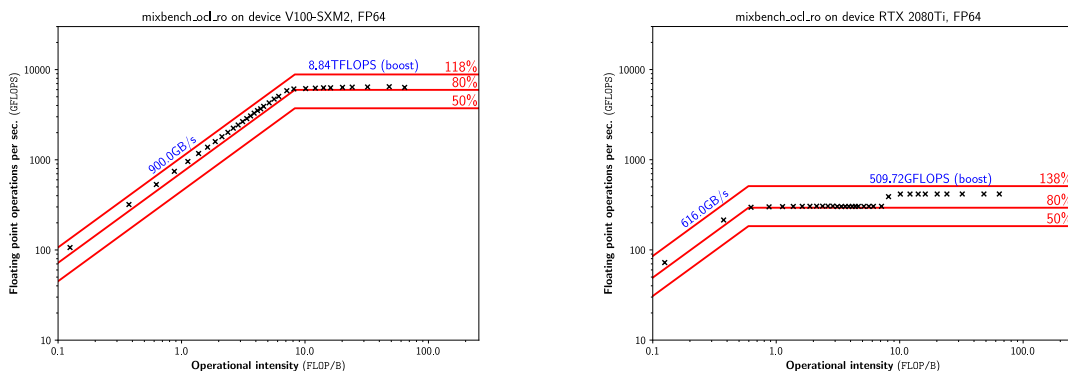 mixbench_ocl_ro on device V100-SXM2, FP64
8.84TFLOPS (boost)
118%
80%
50%
900.0GB/s
10000
1000
100
10
0.1
1.0
10.0
100.0
Floating point operations per sec. (GFLOPS)
Operational intensity (FLOP/B)
mixbench_ocl_ro on device RTX 2080Ti, FP64
509.72GFLOPS (boost)
138%
80%
50%
616.0GB/s
10000
1000
100
10
0.1
1.0
10.0
100.0
Floating point operations per sec. (GFLOPS)
Operational intensity (FLOP/B)